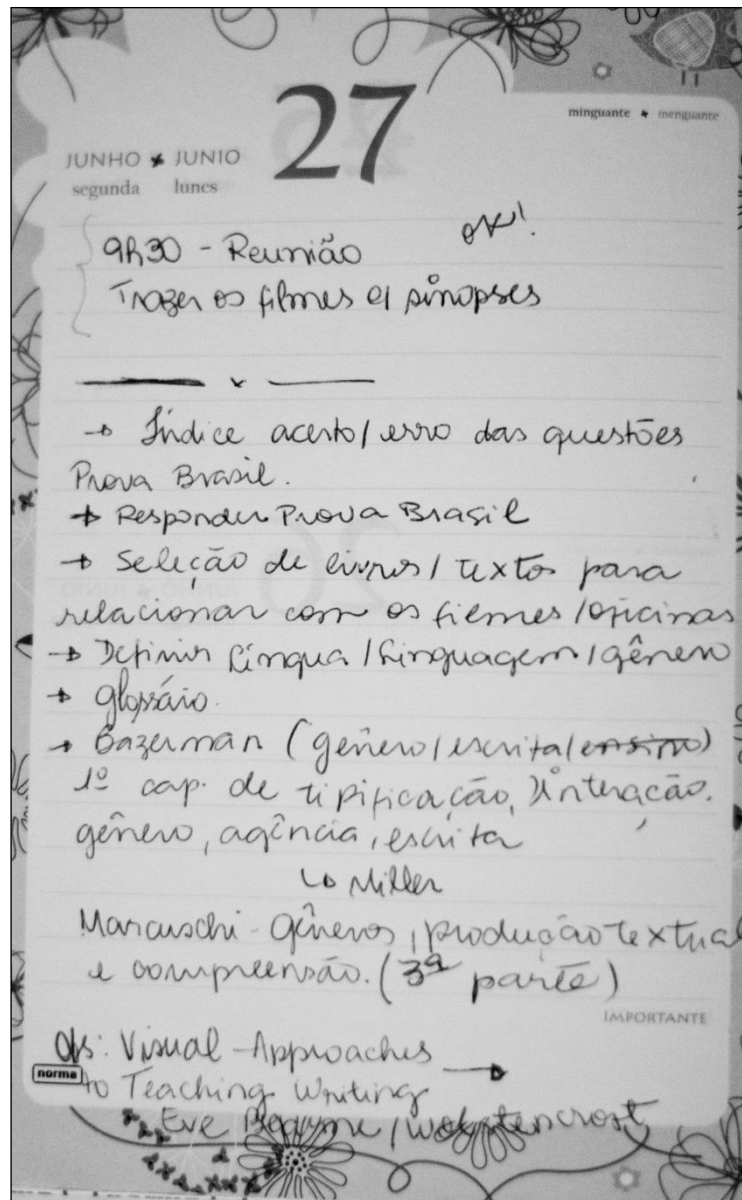 27
minguante menguante
JUNHO JUNIO
segunda lunes
9h30 - Reunião ok!
Trazer os filmes c/ sinopses
x
→ Índice acerto/erro das questões
Prova Brasil.
→ Responder Prova Brasil
→ Seleção de livros/textos para
relacionar com os filmes/oficinas
→ Definir língua/linguagem/gênero
→ glossário.
→ Bazerman (gênero/escrita/ensino)
1º cap. de tipificação, interação.
gênero, agência, escrita
↳ Miller
Marcuschi - Gêneros, produção textual
e compreensão. (3ª parte)
IMPORTANTE
obs: Visual - Approaches →
norma
to Teaching Writing
Eve